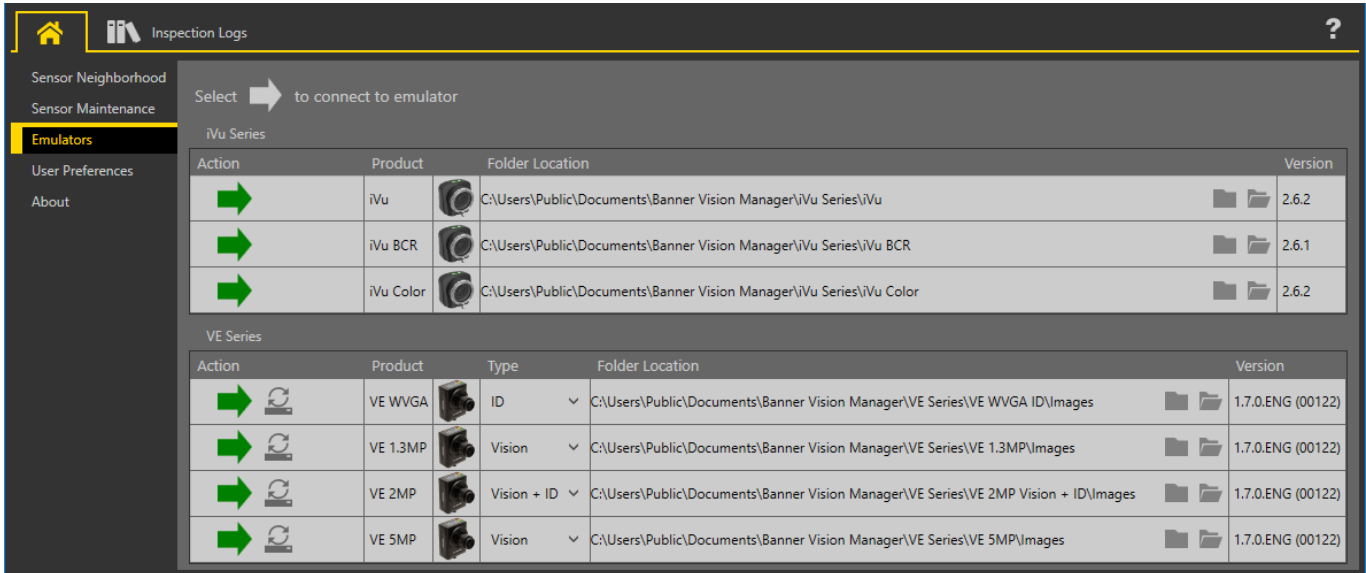 Inspection Logs ?
Sensor Neighborhood
Sensor Maintenance
Emulators
User Preferences
About
Select to connect to emulator
iVu Series
Action Product Folder Location Version
iVu C:\Users\Public\Documents\Banner Vision Manager\iVu Series\iVu 2.6.2
iVu BCR C:\Users\Public\Documents\Banner Vision Manager\iVu Series\iVu BCR 2.6.1
iVu Color C:\Users\Public\Documents\Banner Vision Manager\iVu Series\iVu Color 2.6.2
VE Series
Action Product Type Folder Location Version
VE WVGA ID C:\Users\Public\Documents\Banner Vision Manager\VE Series\VE WVGA ID\Images 1.7.0.ENG (00122)
VE 1.3MP Vision C:\Users\Public\Documents\Banner Vision Manager\VE Series\VE 1.3MP\Images 1.7.0.ENG (00122)
VE 2MP Vision + ID C:\Users\Public\Documents\Banner Vision Manager\VE Series\VE 2MP Vision + ID\Images 1.7.0.ENG (00122)
VE 5MP Vision C:\Users\Public\Documents\Banner Vision Manager\VE Series\VE 5MP\Images 1.7.0.ENG (00122)